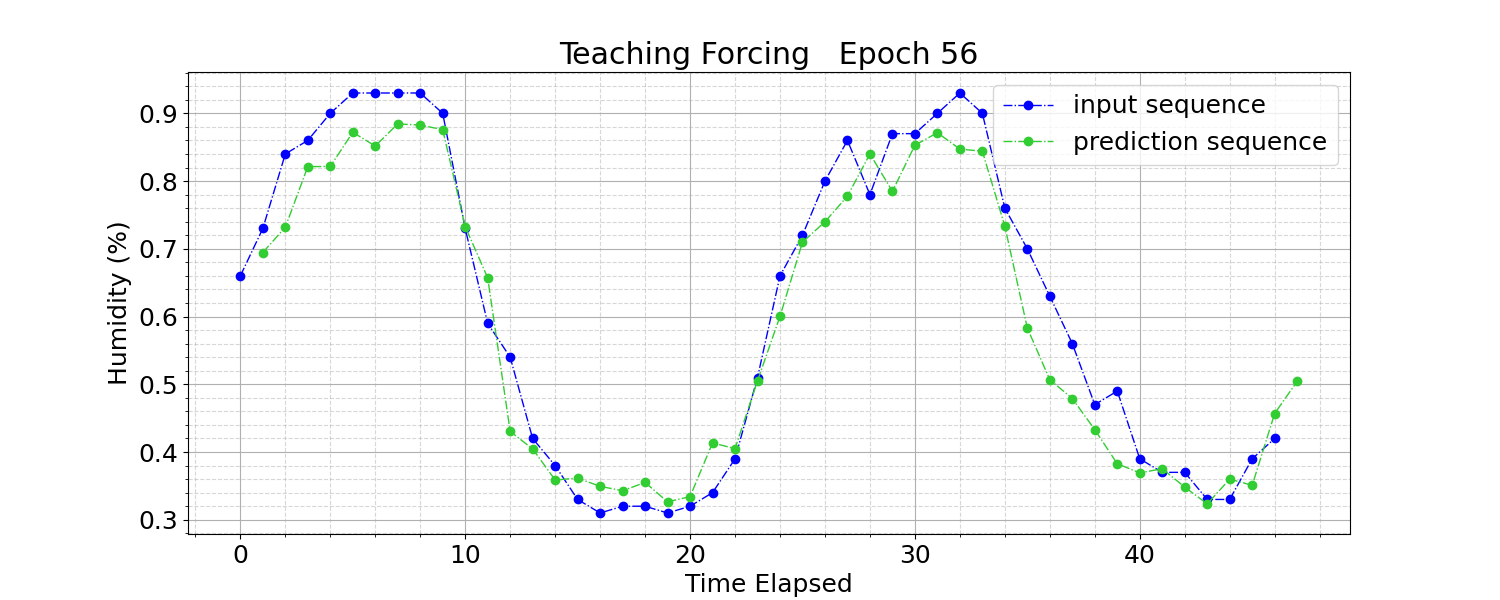 Teaching Forcing   Epoch 56
input sequence
prediction sequence
Humidity (%)
0.9
0.8
0.7
0.6
0.5
0.4
0.3
0 10 20 30 40
Time Elapsed